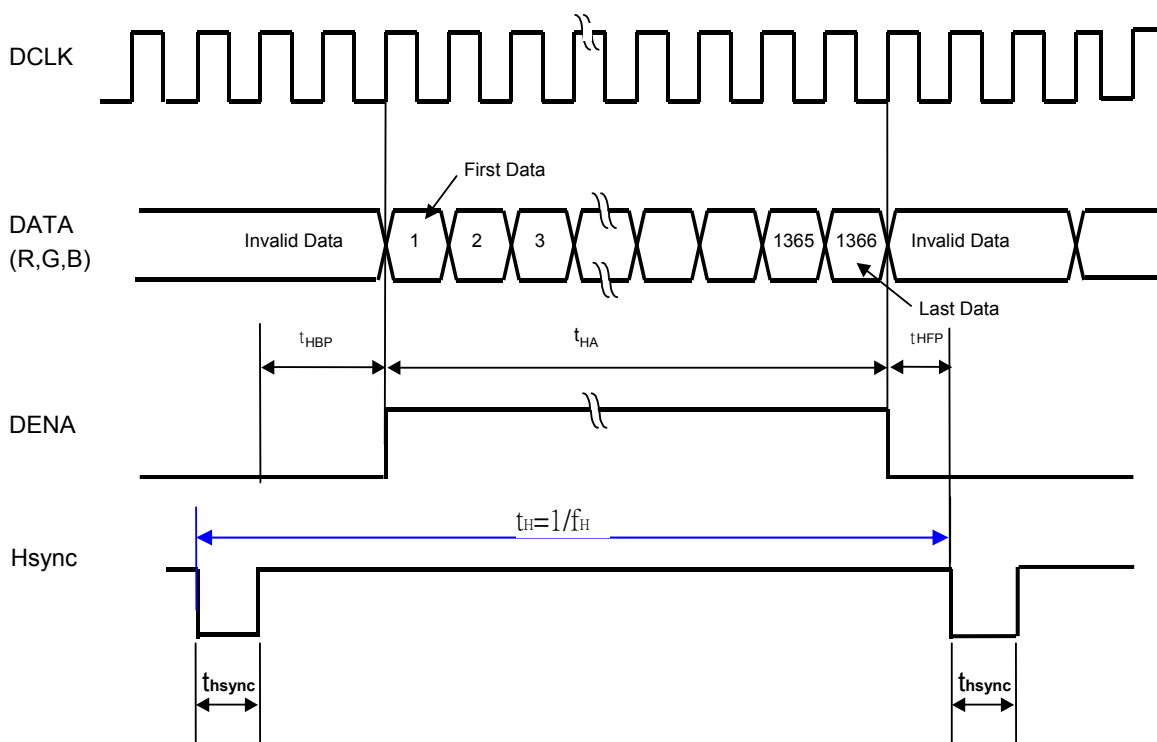 DCLK
First Data
DATA
(R,G,B)
Invalid Data
1
2
3
1365
1366
Invalid Data
Last Data
tHBP
tHA
tHFP
DENA
tH=1/fH
Hsync
thsync
thsync